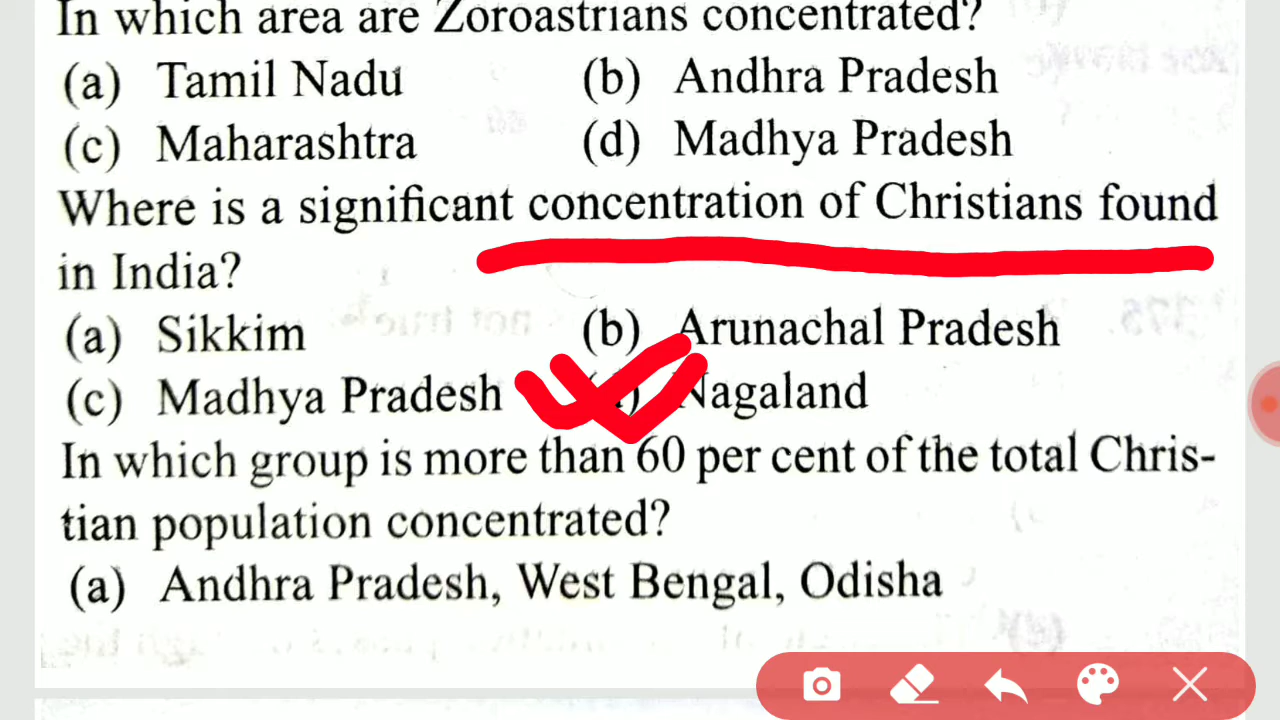 In which area are Zoroastrians concentrated?
(a) Tamil Nadu (b) Andhra Pradesh
(c) Maharashtra (d) Madhya Pradesh
Where is a significant concentration of Christians found
in India?
(a) Sikkim (b) Arunachal Pradesh
(c) Madhya Pradesh (d) Nagaland
In which group is more than 60 per cent of the total Chris-
tian population concentrated?
(a) Andhra Pradesh, West Bengal, Odisha